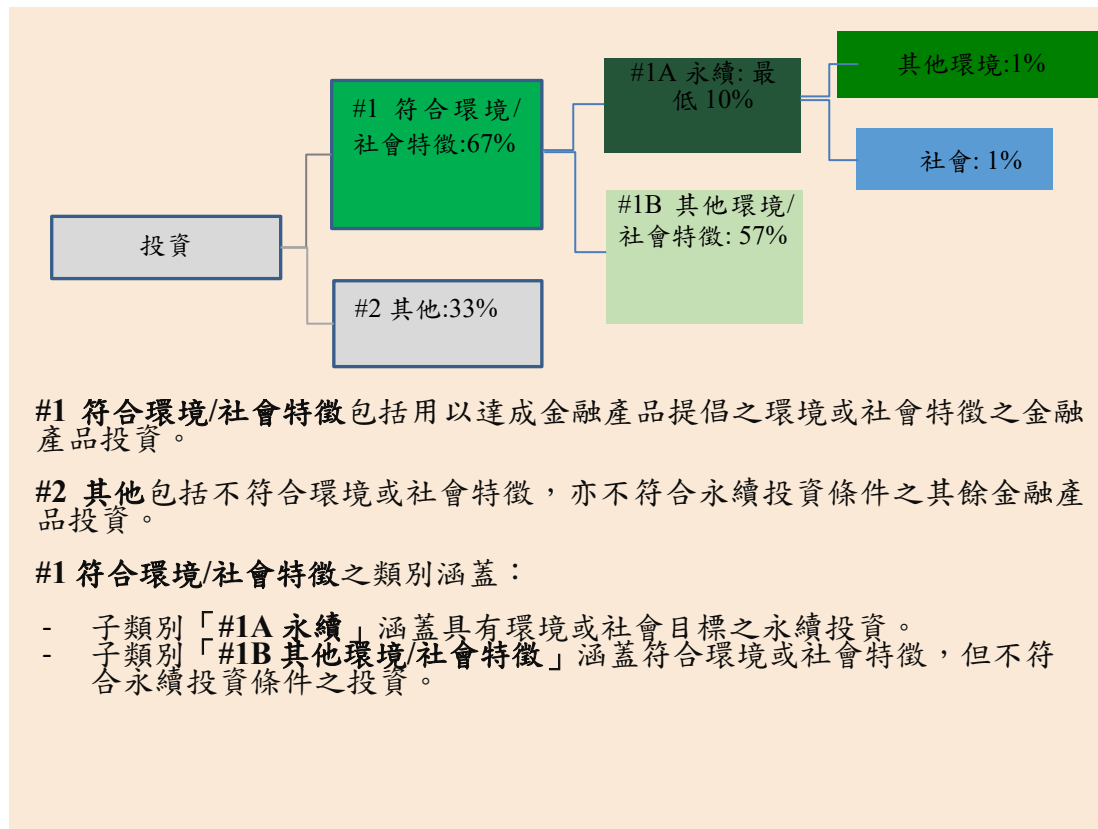 #1A 永續: 最
低 10%
其他環境:1%
#1 符合環境/
社會特徵:67%
社會: 1%
#1B 其他環境/
社會特徵: 57%
投資
#2 其他:33%
#1 符合環境/社會特徵包括用以達成金融產品提倡之環境或社會特徵之金融
產品投資。
#2 其他包括不符合環境或社會特徵，亦不符合永續投資條件之其餘金融產
品投資。
#1 符合環境/社會特徵之類別涵蓋：
- 子類別「#1A 永續」涵蓋具有環境或社會目標之永續投資。
- 子類別「#1B 其他環境/社會特徵」涵蓋符合環境或社會特徵，但不符
合永續投資條件之投資。